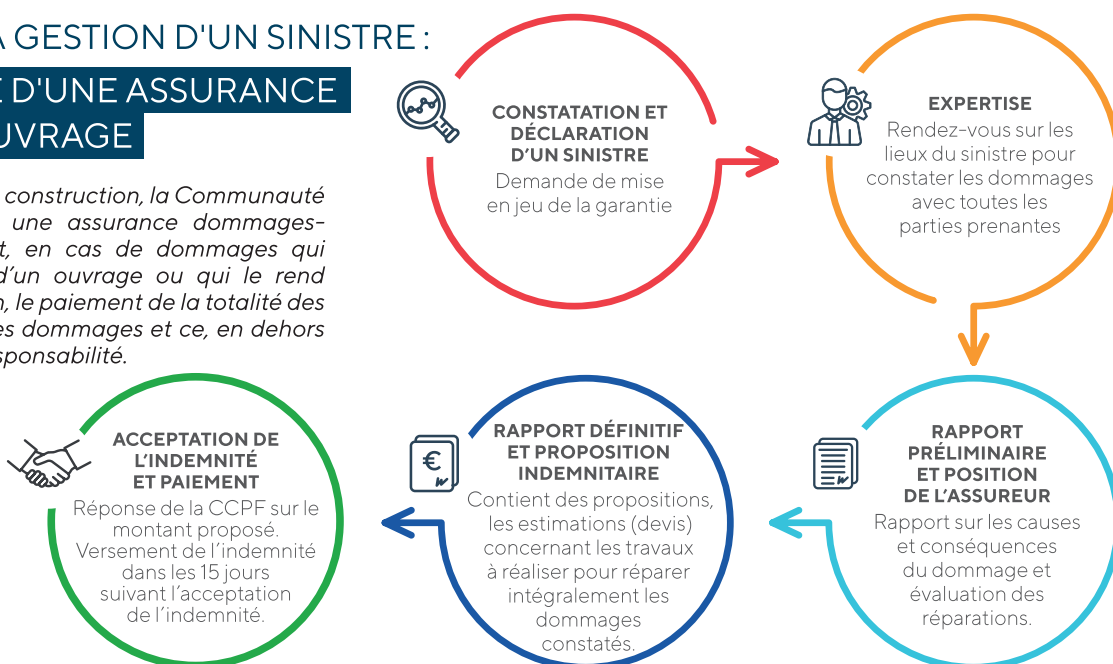 A GESTION D'UN SINISTRE :
E D'UNE ASSURANCE
UVRAGE
construction, la Communauté
une assurance dommages-
t, en cas de dommages qui
d'un ouvrage ou qui le rend
n, le paiement de la totalité des
es dommages et ce, en dehors
sponsabilité.
CONSTATATION ET
DÉCLARATION
D'UN SINISTRE
Demande de mise
en jeu de la garantie
EXPERTISE
Rendez-vous sur les
lieux du sinistre pour
constater les dommages
avec toutes les
parties prenantes
RAPPORT
PRÉLIMINAIRE
ET POSITION
DE L'ASSUREUR
Rapport sur les causes
et conséquences
du dommage et
évaluation des
réparations.
RAPPORT DÉFINITIF
ET PROPOSITION
INDEMNITAIRE
Contient des propositions,
les estimations (devis)
concernant les travaux
à réaliser pour réparer
intégralement les
dommages
constatés.
€
ACCEPTATION DE
L'INDEMNITÉ
ET PAIEMENT
Réponse de la CCPF sur le
montant proposé.
Versement de l'indemnité
dans les 15 jours
suivant l'acceptation
de l'indemnité.